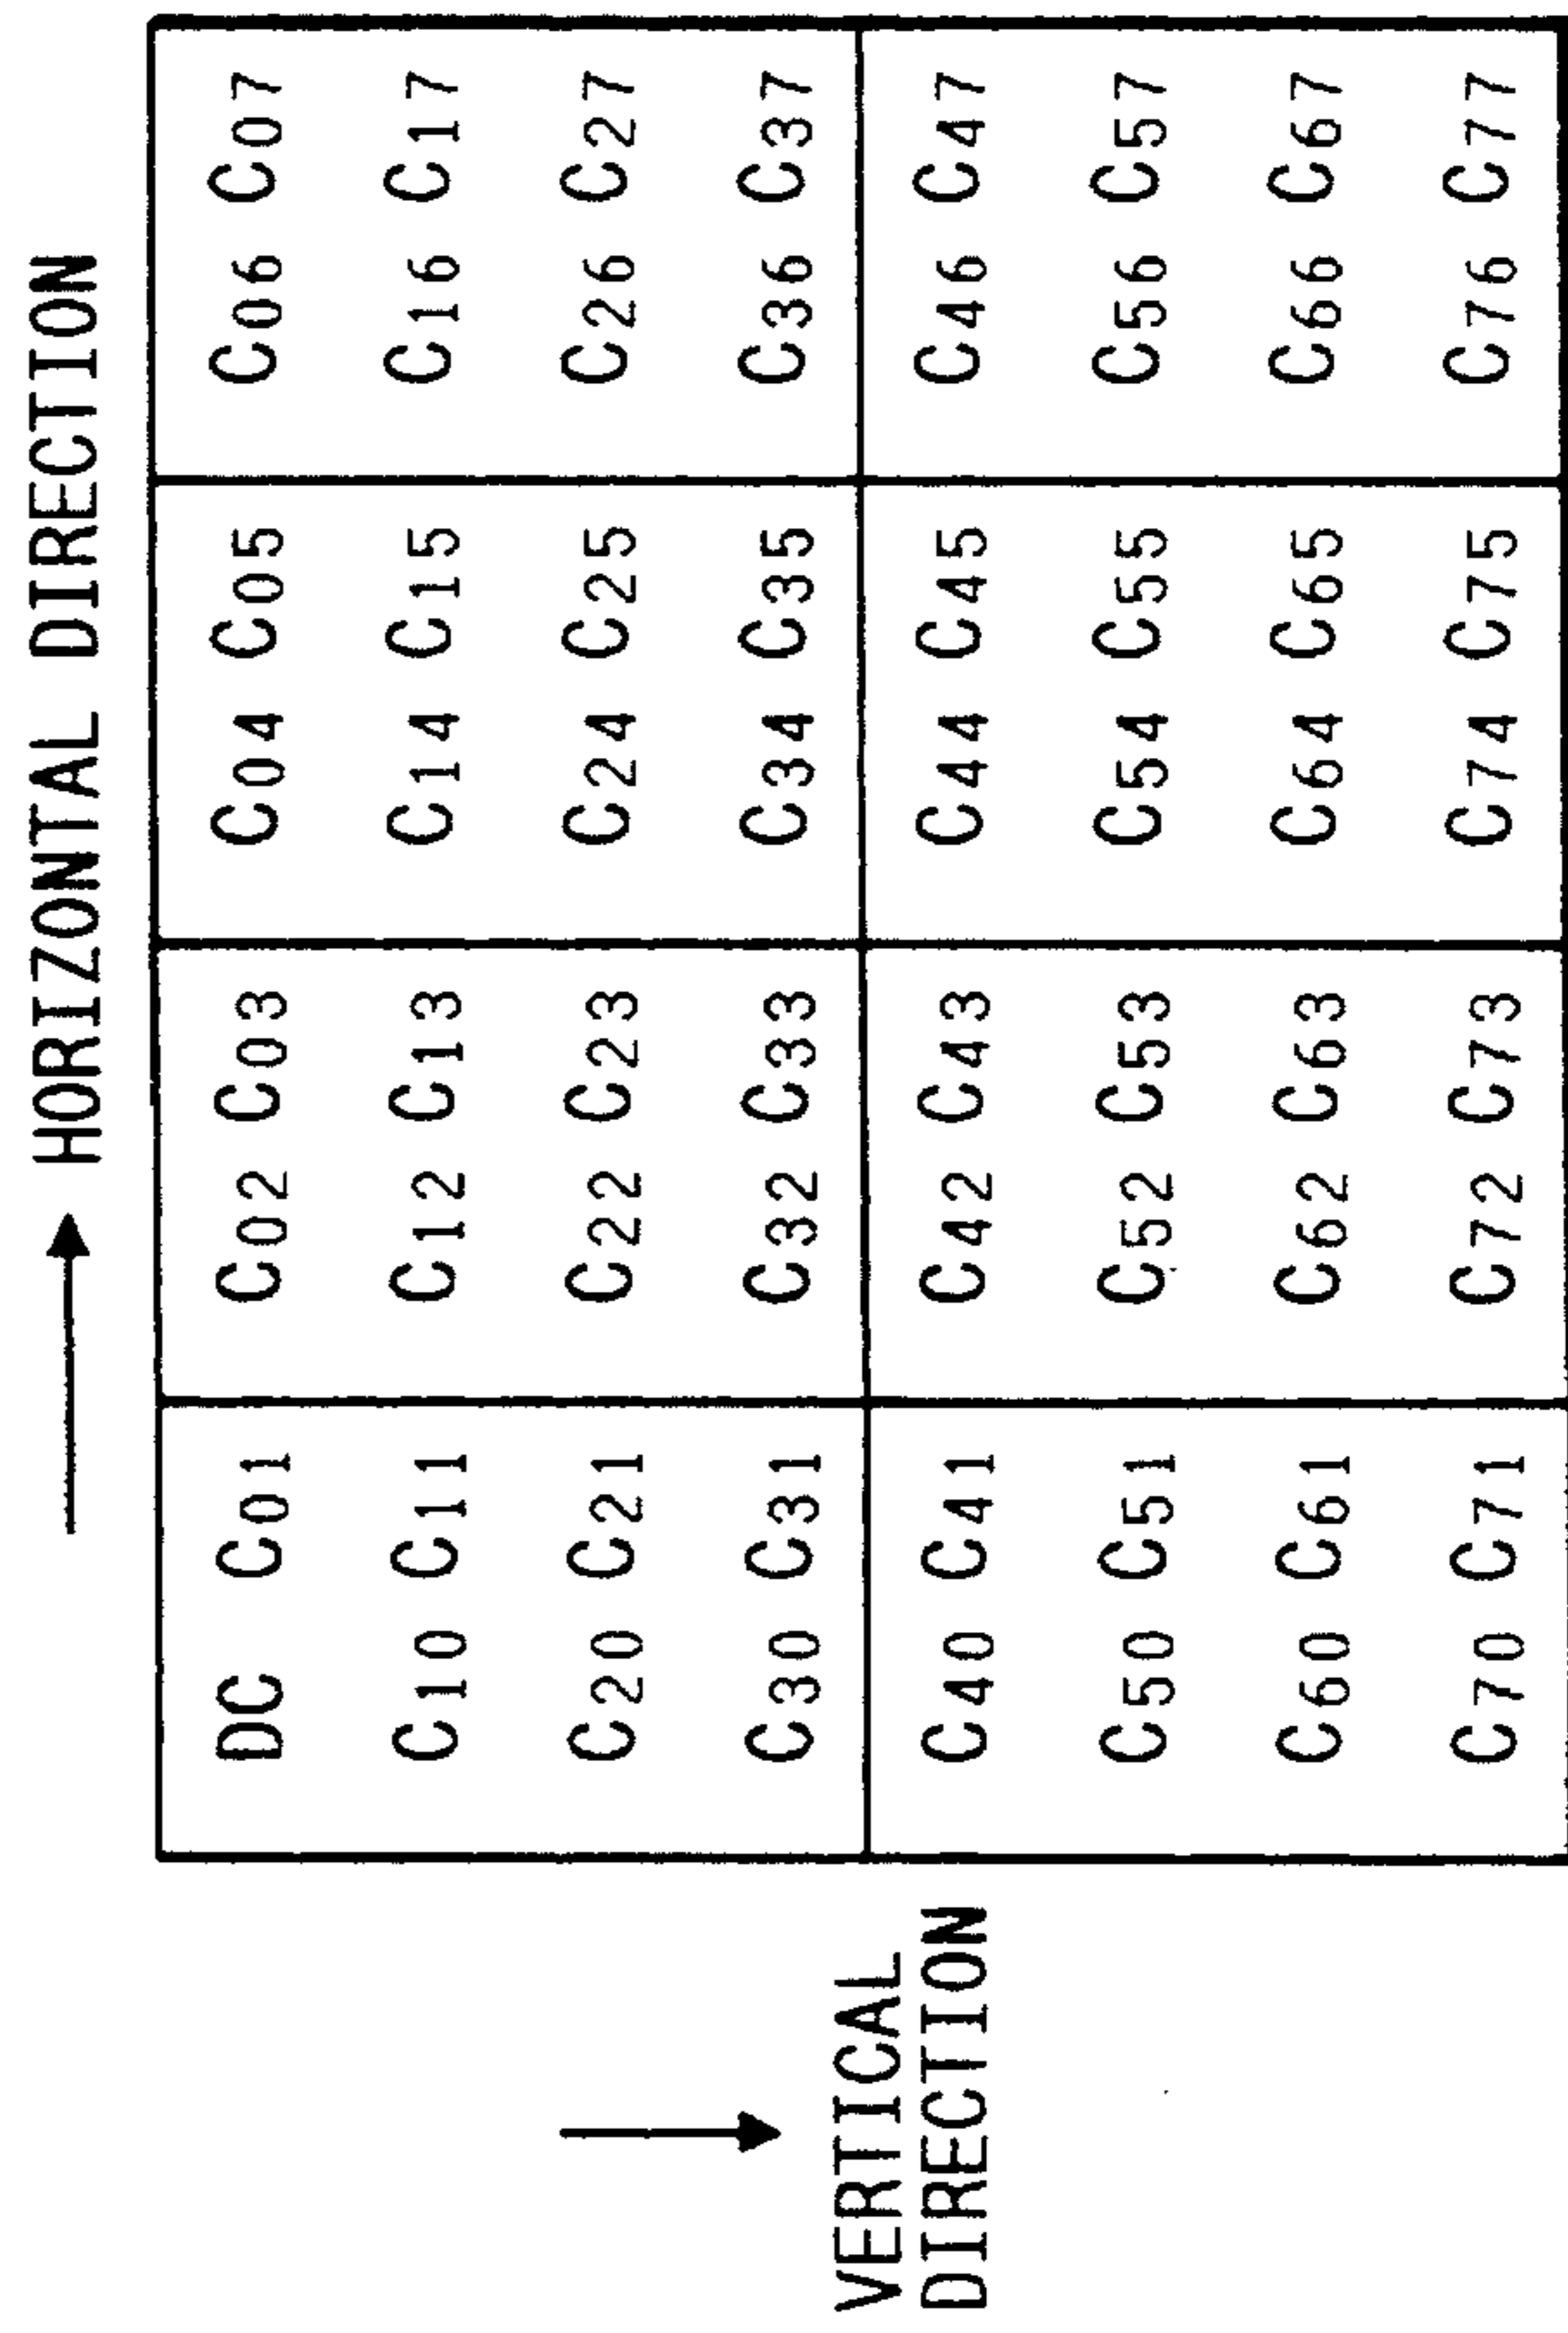 HORIZONTAL DIRECTION
DC C01 C02 C03 C04 C05 C06 C07
C10 C11 C12 C13 C14 C15 C16 C17
C20 C21 C22 C23 C24 C25 C26 C27
C30 C31 C32 C33 C34 C35 C36 C37
C40 C41 C42 C43 C44 C45 C46 C47
C50 C51 C52 C53 C54 C55 C56 C57
C60 C61 C62 C63 C64 C65 C66 C67
C70 C71 C72 C73 C74 C75 C76 C77
VERTICAL
DIRECTION